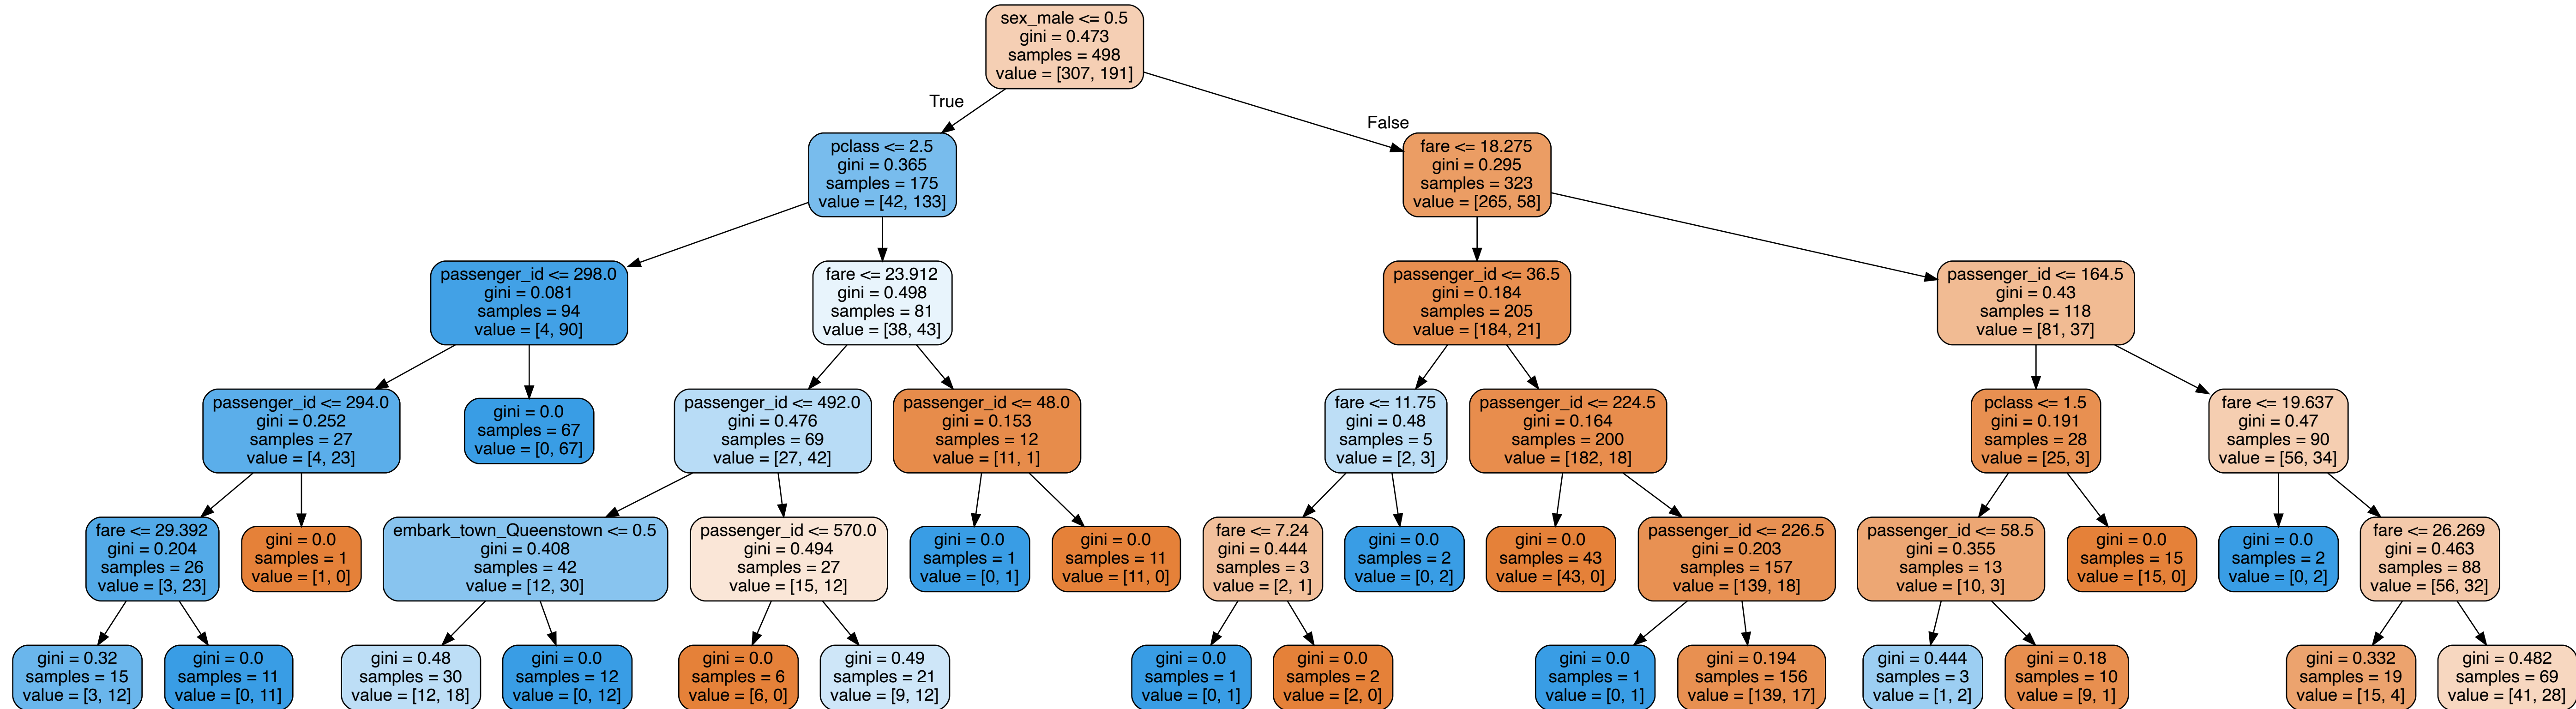 sex_male <= 0.5
gini = 0.473
samples = 498
value = [307, 191]
True
False
pclass <= 2.5
gini = 0.365
samples = 175
value = [42, 133]
fare <= 18.275
gini = 0.295
samples = 323
value = [265, 58]
passenger_id <= 298.0
gini = 0.081
samples = 94
value = [4, 90]
fare <= 23.912
gini = 0.498
samples = 81
value = [38, 43]
passenger_id <= 36.5
gini = 0.184
samples = 205
value = [184, 21]
passenger_id <= 164.5
gini = 0.43
samples = 118
value = [81, 37]
passenger_id <= 294.0
gini = 0.252
samples = 27
value = [4, 23]
gini = 0.0
samples = 67
value = [0, 67]
passenger_id <= 492.0
gini = 0.476
samples = 69
value = [27, 42]
passenger_id <= 48.0
gini = 0.153
samples = 12
value = [11, 1]
fare <= 11.75
gini = 0.48
samples = 5
value = [2, 3]
passenger_id <= 224.5
gini = 0.164
samples = 200
value = [182, 18]
pclass <= 1.5
gini = 0.191
samples = 28
value = [25, 3]
fare <= 19.637
gini = 0.47
samples = 90
value = [56, 34]
fare <= 29.392
gini = 0.204
samples = 26
value = [3, 23]
gini = 0.0
samples = 1
value = [1, 0]
embark_town_Queenstown <= 0.5
gini = 0.408
samples = 42
value = [12, 30]
passenger_id <= 570.0
gini = 0.494
samples = 27
value = [15, 12]
gini = 0.0
samples = 1
value = [0, 1]
gini = 0.0
samples = 11
value = [11, 0]
fare <= 7.24
gini = 0.444
samples = 3
value = [2, 1]
gini = 0.0
samples = 2
value = [0, 2]
gini = 0.0
samples = 43
value = [43, 0]
passenger_id <= 226.5
gini = 0.203
samples = 157
value = [139, 18]
passenger_id <= 58.5
gini = 0.355
samples = 13
value = [10, 3]
gini = 0.0
samples = 15
value = [15, 0]
gini = 0.0
samples = 2
value = [0, 2]
fare <= 26.269
gini = 0.463
samples = 88
value = [56, 32]
gini = 0.32
samples = 15
value = [3, 12]
gini = 0.0
samples = 11
value = [0, 11]
gini = 0.48
samples = 30
value = [12, 18]
gini = 0.0
samples = 12
value = [0, 12]
gini = 0.0
samples = 6
value = [6, 0]
gini = 0.49
samples = 21
value = [9, 12]
gini = 0.0
samples = 1
value = [0, 1]
gini = 0.0
samples = 2
value = [2, 0]
gini = 0.0
samples = 1
value = [0, 1]
gini = 0.194
samples = 156
value = [139, 17]
gini = 0.444
samples = 3
value = [1, 2]
gini = 0.18
samples = 10
value = [9, 1]
gini = 0.332
samples = 19
value = [15, 4]
gini = 0.482
samples = 69
value = [41, 28]